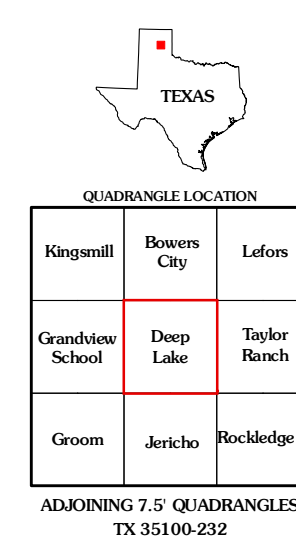 TEXAS
QUADRANGLE LOCATION
Kingsmill
Bowers
City
Lefors
Grandview
School
Deep
Lake
Taylor
Ranch
Groom
Jericho
Rockledge
ADJOINING 7.5' QUADRANGLES
TX 35100-232